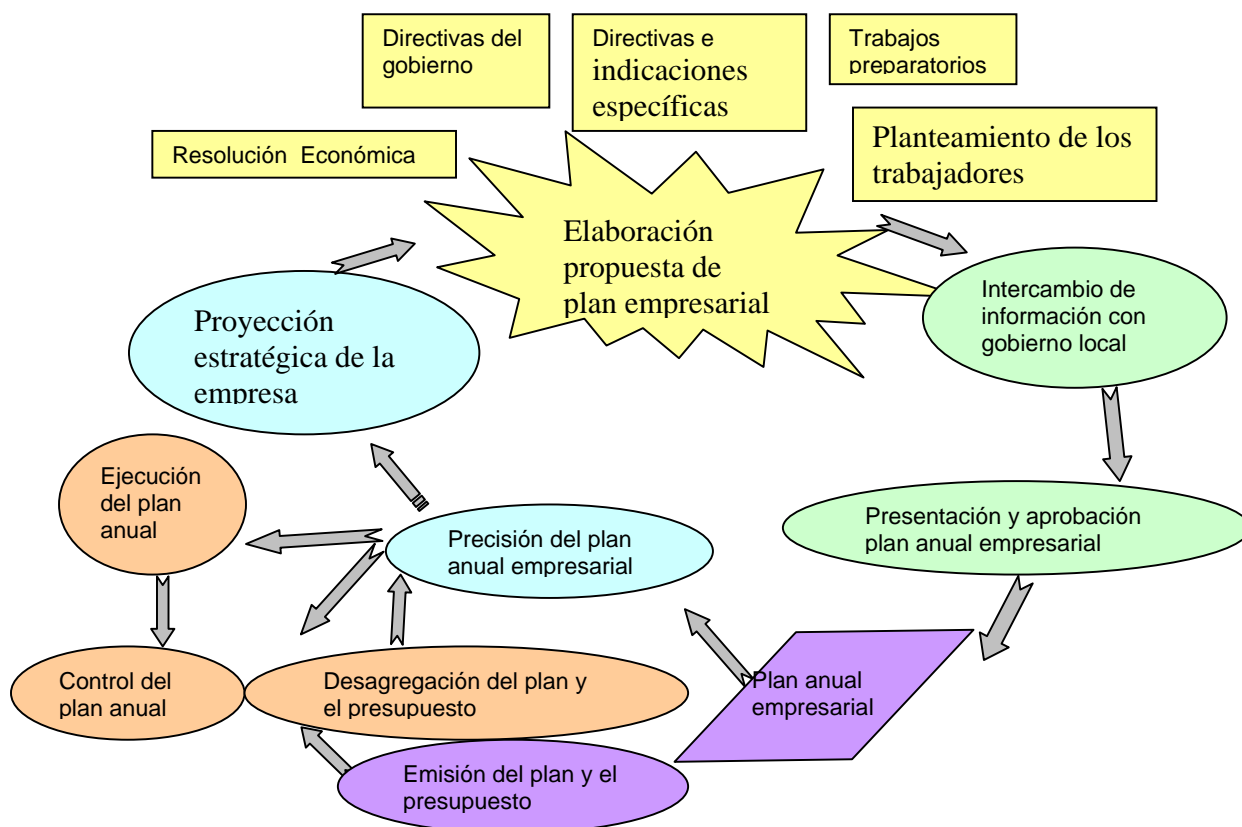 Directivas del
gobierno
Directivas e
indicaciones
específicas
Trabajos
preparatorios
Resolución Económica
Planteamiento de los
trabajadores
Elaboración
propuesta de
plan empresarial
Intercambio de
información con
gobierno local
Proyección
estratégica de la
empresa
Ejecución
del plan
anual
Precisión del plan
anual empresarial
Presentación y aprobación
plan anual empresarial
Control del
plan anual
Desagregación del plan y
el presupuesto
Plan anual
empresarial
Emisión del plan y el
presupuesto